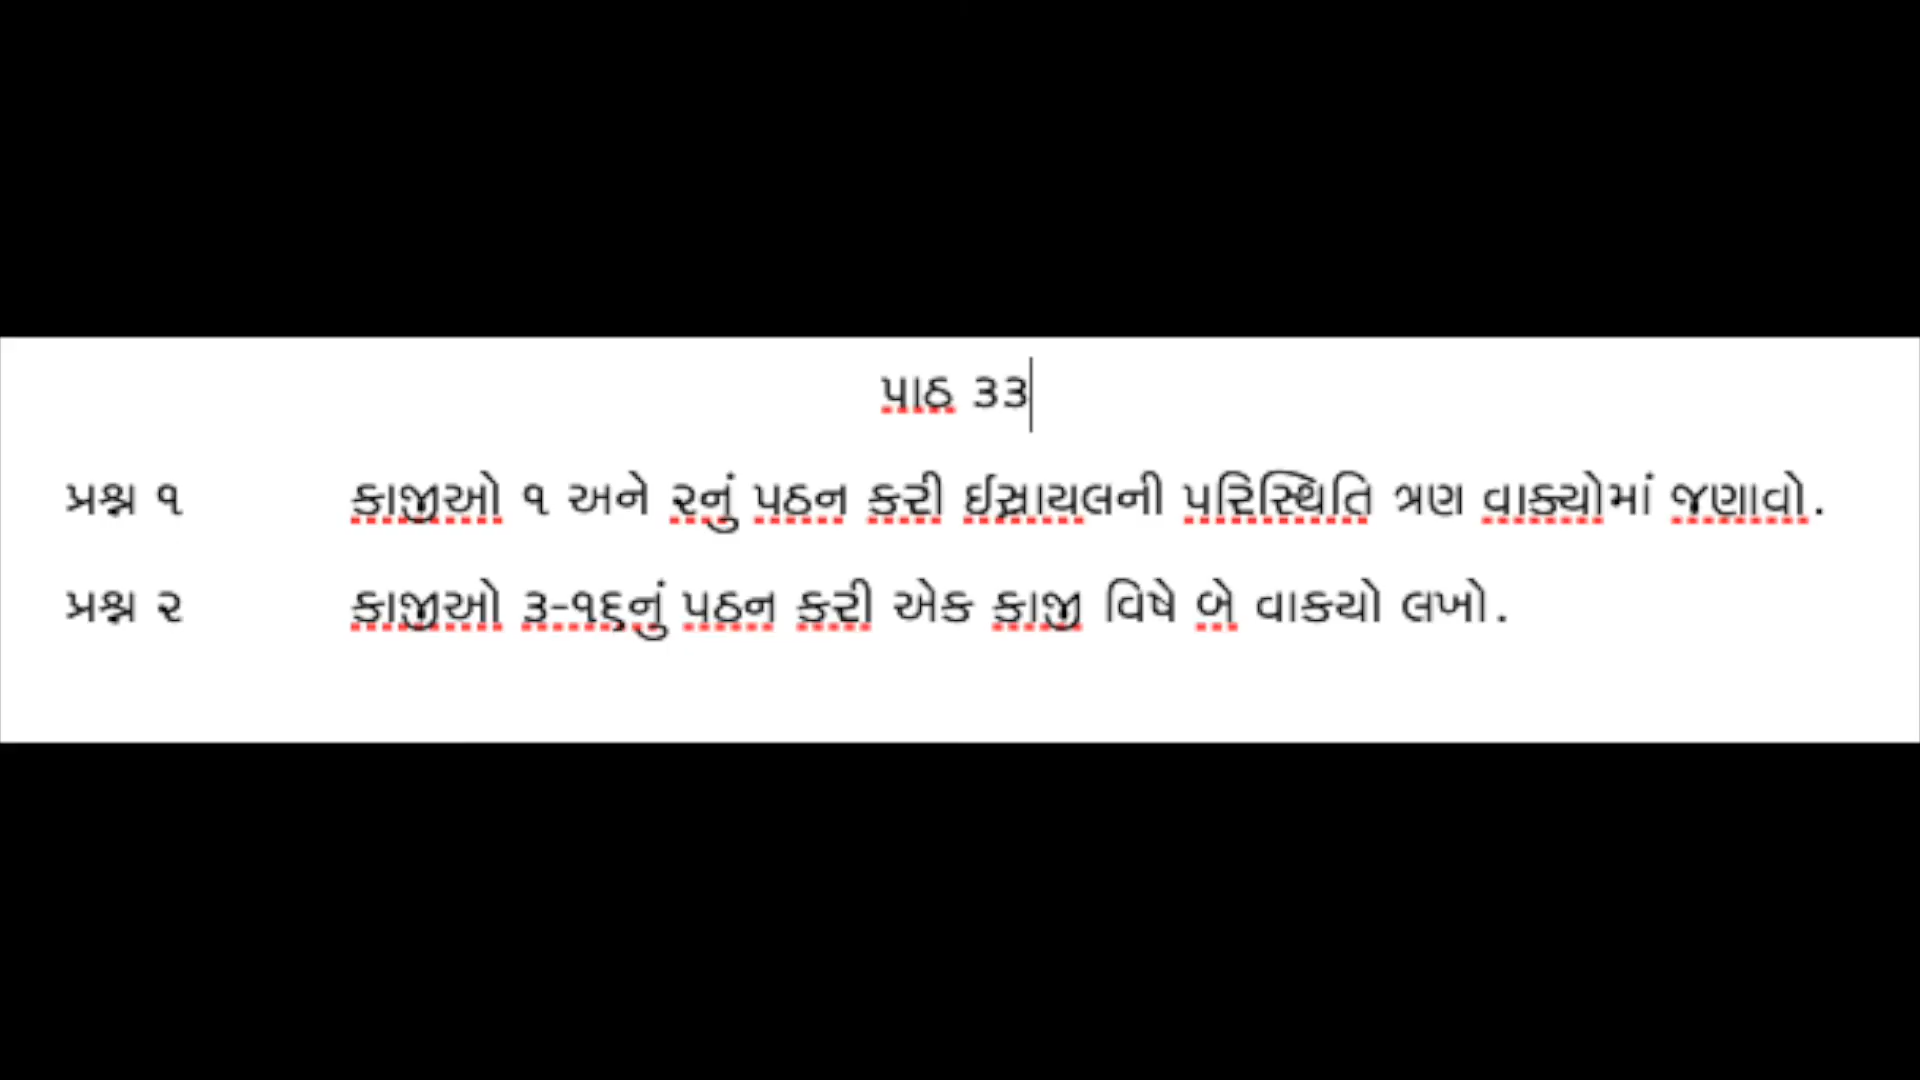 પાઠ ૩૩
પ્રશ્ન ૧ કાજીઓ ૧ અને ૨નું પઠન કરી ઈસ્રાયલની પરિસ્થિતિ ત્રણ વાક્યોમાં જણાવો.
પ્રશ્ન ૨ કાજીઓ ૩-૧૬નું પઠન કરી એક કાજી વિષે બે વાકયો લખો.